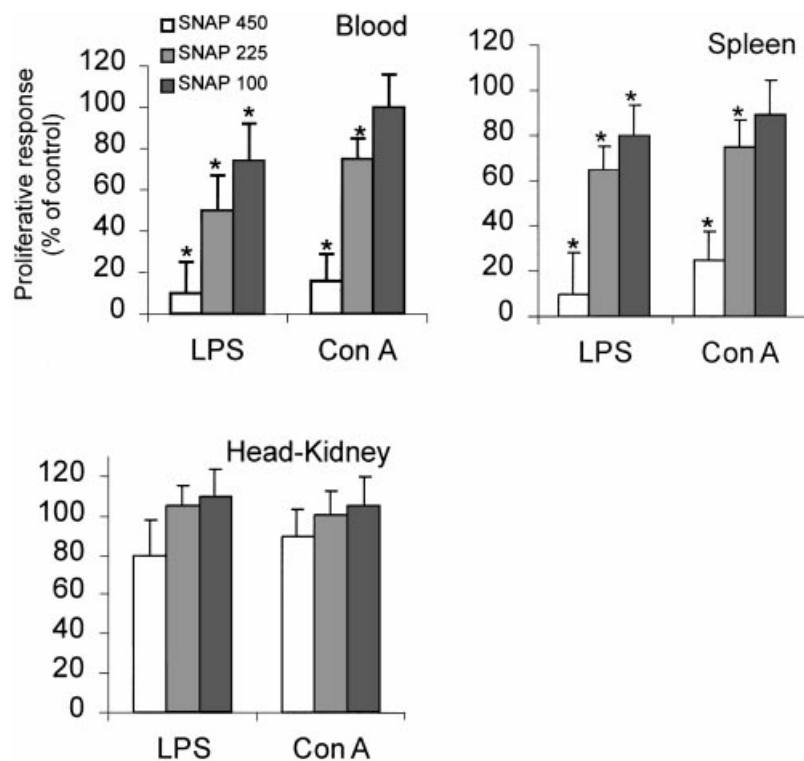 SNAP 450
SNAP 225
SNAP 100
Blood
Proliferative response
(% of control)
120
100
80
60
40
20
0
*
*
*
*
*
LPS
Con A
Spleen
120
100
80
60
40
20
0
*
*
*
*
*
LPS
Con A
Head-Kidney
120
100
80
60
40
20
0
LPS
Con A